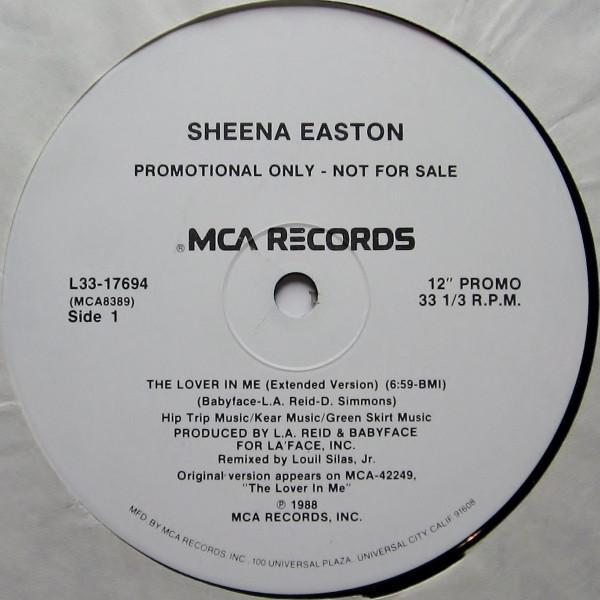 SHEENA EASTON
PROMOTIONAL ONLY - NOT FOR SALE
® MCA RECORDS
L33-17694
(MCA8389)
Side 1
12" PROMO
33 1/3 R.P.M.
THE LOVER IN ME (Extended Version) (6:59-BMI)
(Babyface-L.A. Reid-D. Simmons)
Hip Trip Music/Kear Music/Green Skirt Music
PRODUCED BY L.A. REID & BABYFACE
FOR LA'FACE, INC.
Remixed by Louil Silas, Jr.
Original version appears on MCA-42249,
"The Lover In Me"
℗ 1988
MCA RECORDS, INC.
MFD. BY MCA RECORDS, INC., 100 UNIVERSAL PLAZA, UNIVERSAL CITY, CALIF. 91608